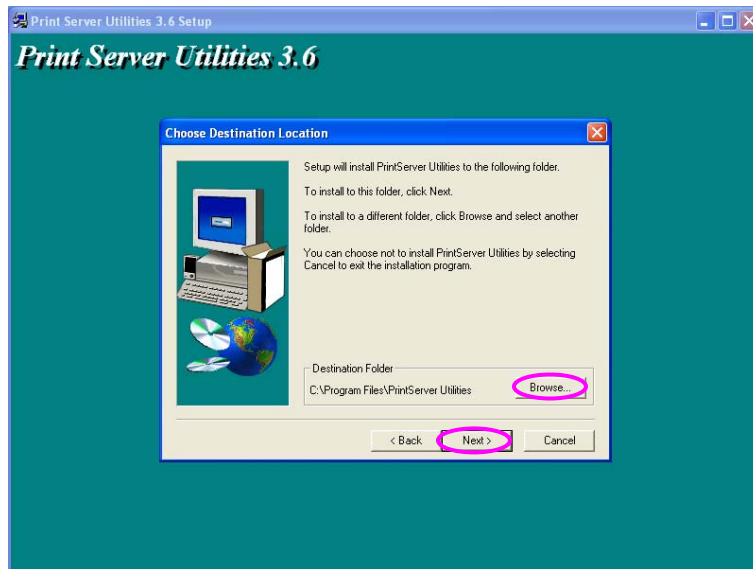 Print Server Utilities 3.6 Setup
Print Server Utilities 3.6
Choose Destination Location
Setup will install PrintServer Utilities to the following folder.
To install to this folder, click Next.
To install to a different folder, click Browse and select another
folder.
You can choose not to install PrintServer Utilities by selecting
Cancel to exit the installation program.
Destination Folder
C:\Program Files\PrintServer Utilities
Browse...
< Back
Next >
Cancel